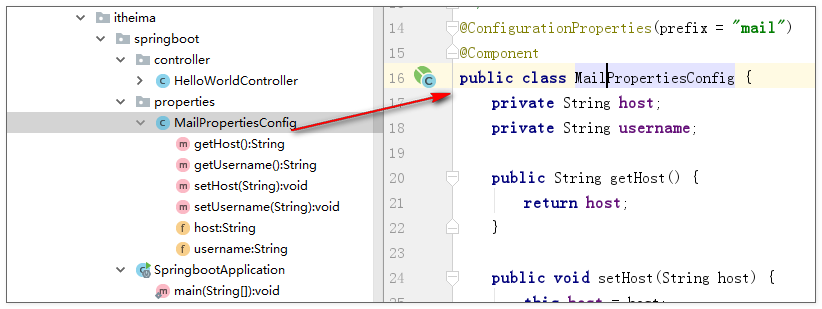 itheima
springboot
controller
HelloWorldController
properties
MailPropertiesConfig
getHost():String
getUsername():String
setHost(String):void
setUsername(String):void
host:String
username:String
SpringbootApplication
main(String[]):void
14 @ConfigurationProperties(prefix = "mail")
15 @Component
16 public class MailPropertiesConfig {
17 private String host;
18 private String username;
19
20 public String getHost() {
21 return host;
22 }
23
24 public void setHost(String host) {
25 this.host = host;